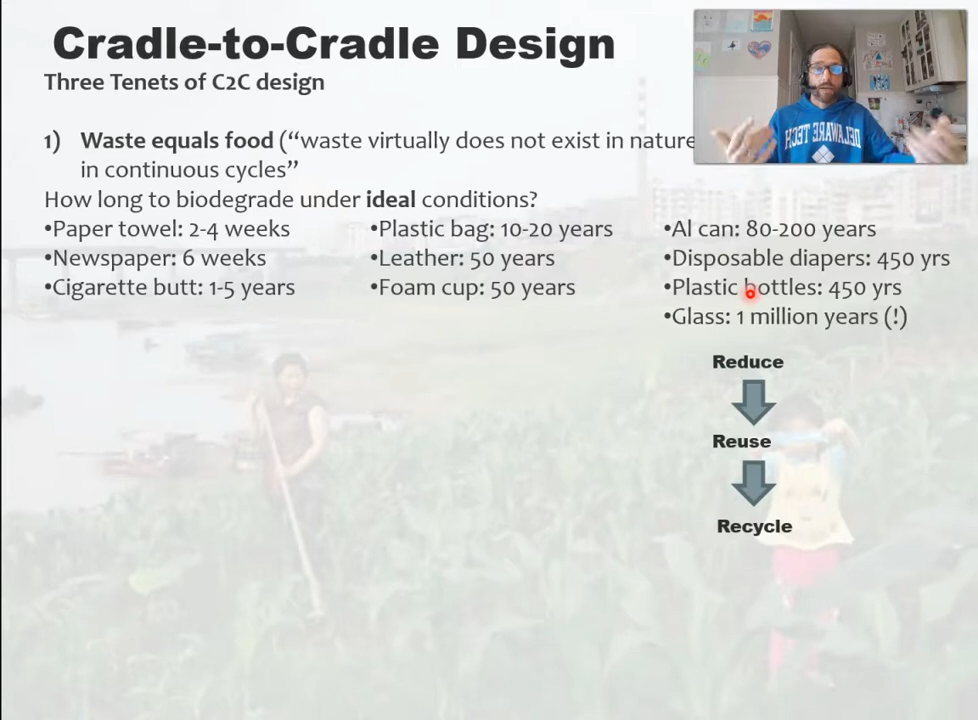 Cradle-to-Cradle Design
Three Tenets of C2C design
1) Waste equals food (“waste virtually does not exist in nature
in continuous cycles”
How long to biodegrade under ideal conditions?
•Paper towel: 2-4 weeks
•Newspaper: 6 weeks
•Cigarette butt: 1-5 years
•Plastic bag: 10-20 years
•Leather: 50 years
•Foam cup: 50 years
•Al can: 80-200 years
•Disposable diapers: 450 yrs
•Plastic bottles: 450 yrs
•Glass: 1 million years (!)
Reduce
Reuse
Recycle
DELAWARE TECH